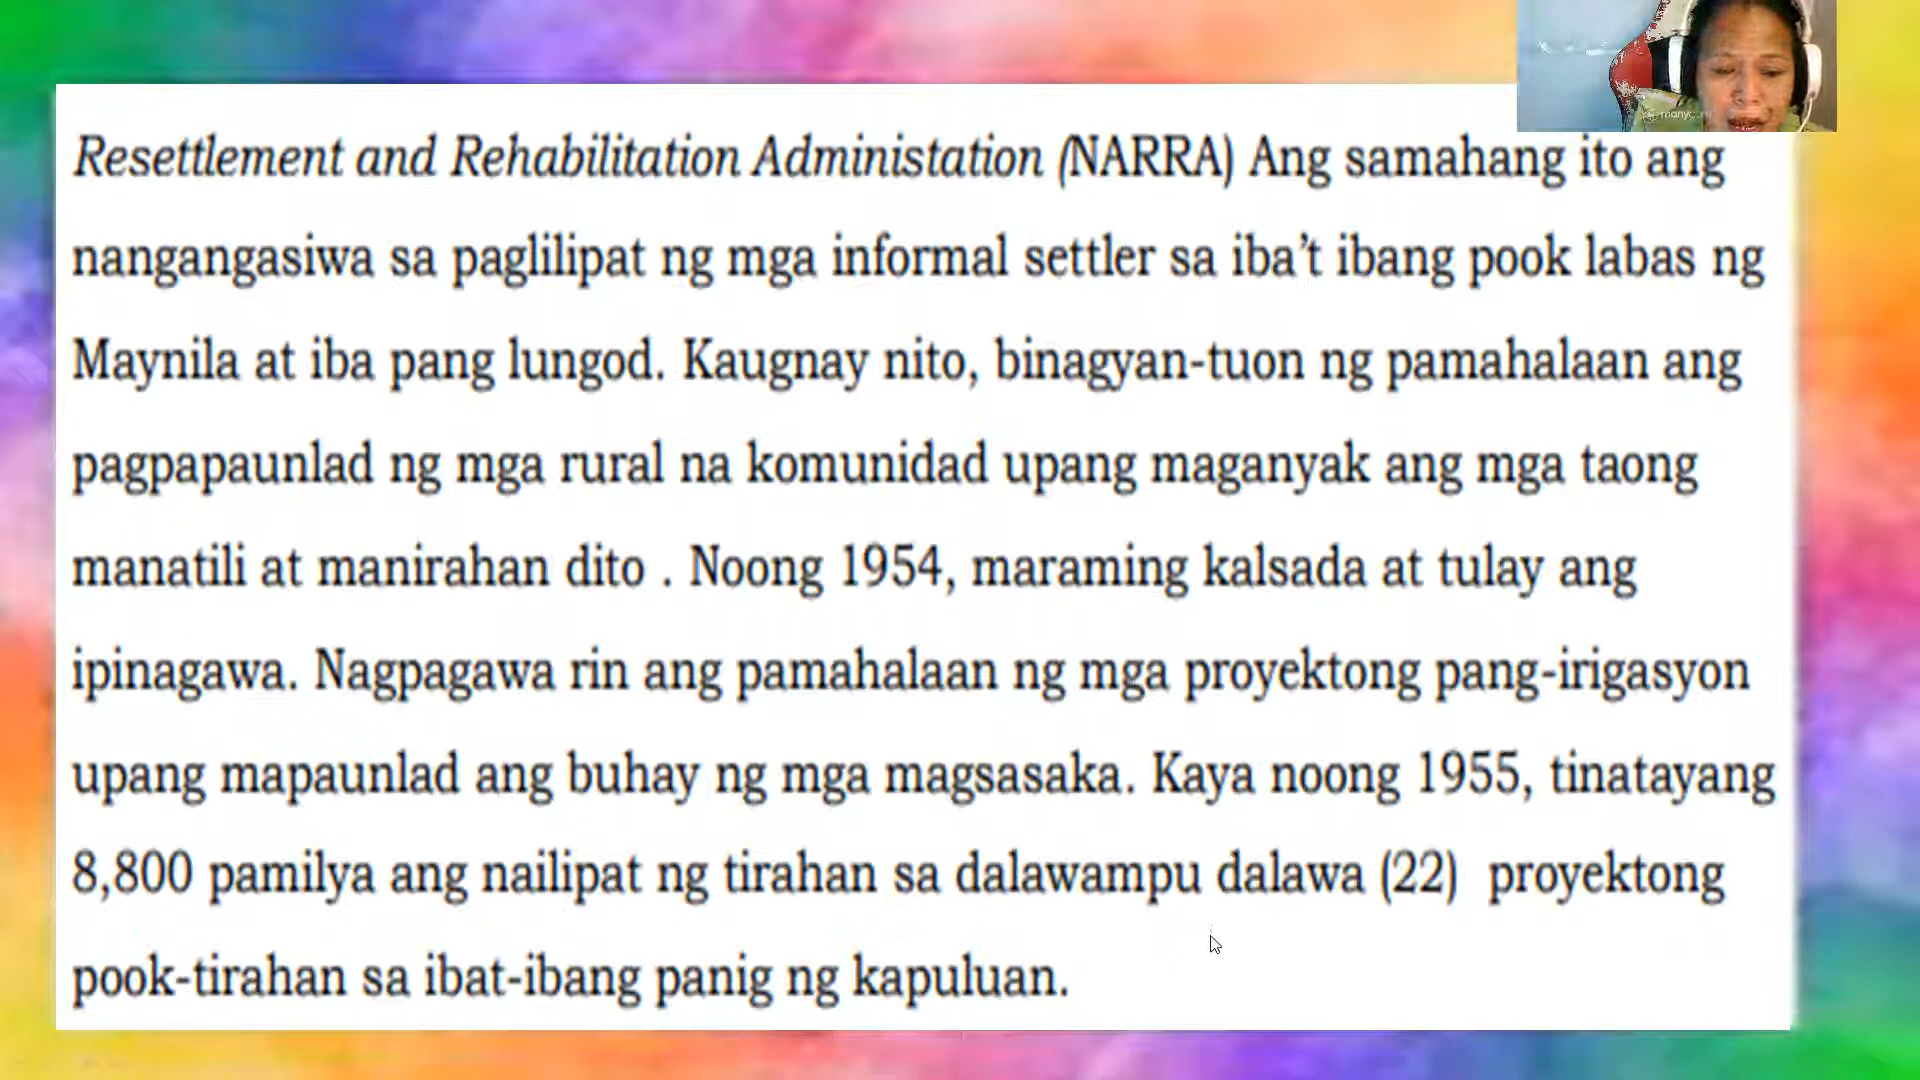 Resettlement and Rehabilitation Administation (NARRA) Ang samahang ito ang
nangangasiwa sa paglilipat ng mga informal settler sa iba't ibang pook labas ng
Maynila at iba pang lungod. Kaugnay nito, binagyan-tuon ng pamahalaan ang
pagpapaunlad ng mga rural na komunidad upang maganyak ang mga taong
manatili at manirahan dito . Noong 1954, maraming kalsada at tulay ang
ipinagawa. Nagpagawa rin ang pamahalaan ng mga proyektong pang-irigasyon
upang mapaunlad ang buhay ng mga magsasaka. Kaya noong 1955, tinatayang
8,800 pamilya ang nailipat ng tirahan sa dalawampu dalawa (22) proyektong
pook-tirahan sa ibat-ibang panig ng kapuluan.